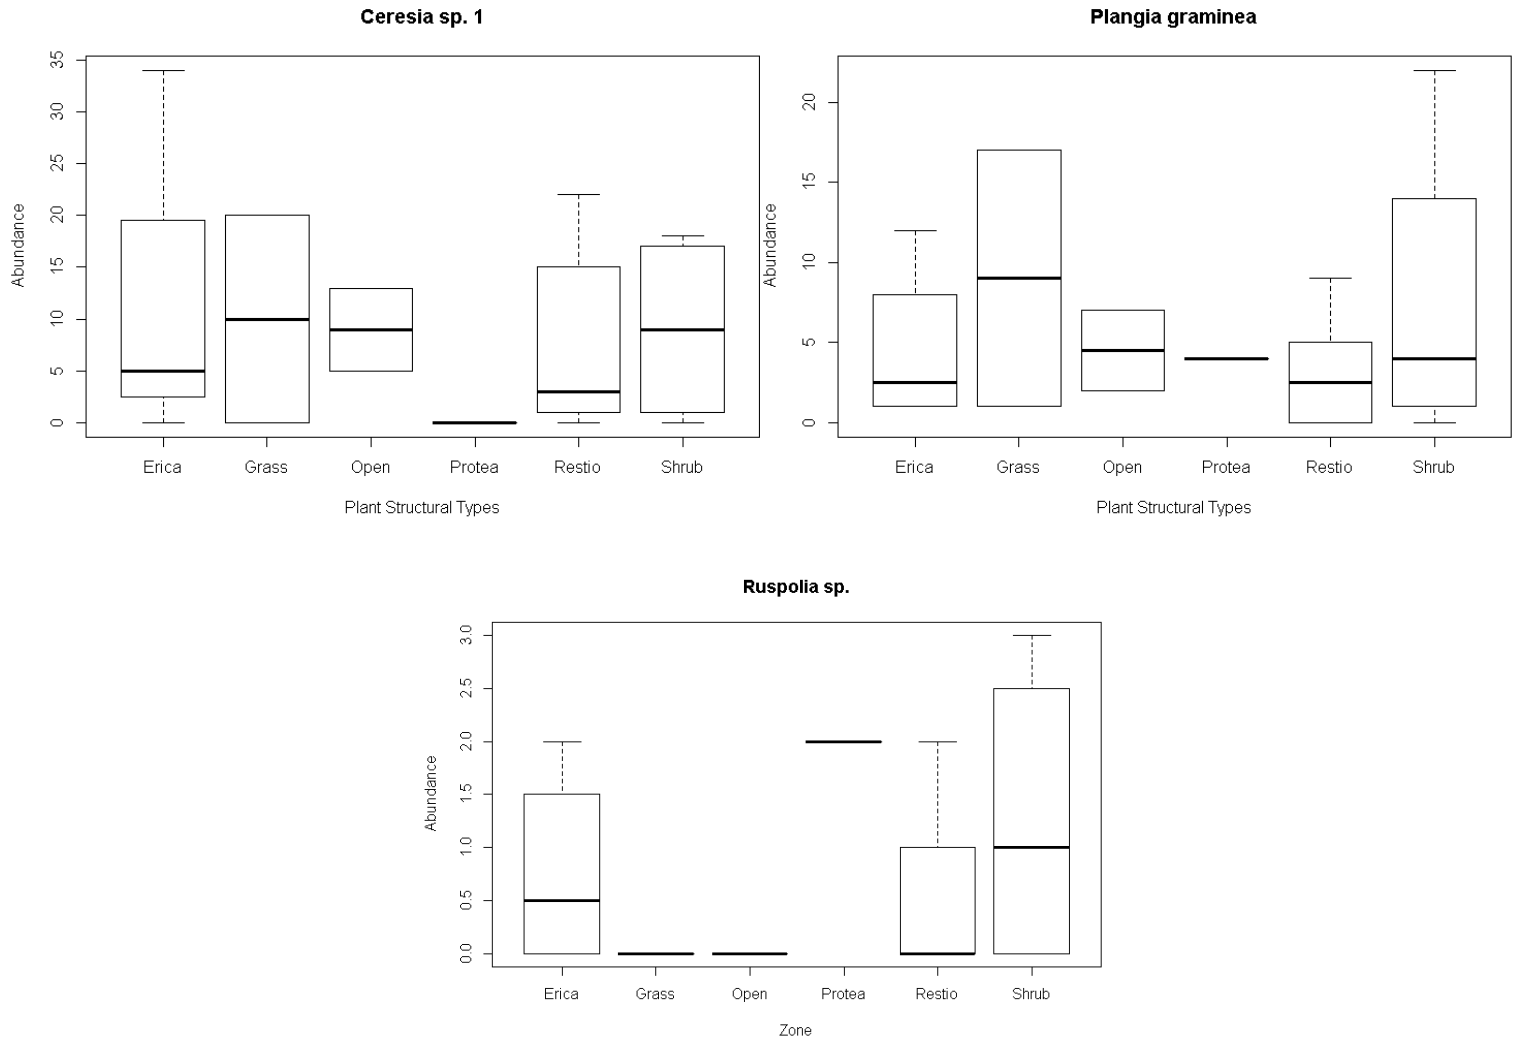 Ceresia sp. 1
Abundance
35
30
25
20
15
10
5
0
Erica Grass Open Protea Restio Shrub
Plant Structural Types
Plangia graminea
Abundance
20
15
10
5
0
Erica Grass Open Protea Restio Shrub
Plant Structural Types
Ruspolia sp.
Abundance
3.0
2.5
2.0
1.5
1.0
0.5
0.0
Erica Grass Open Protea Restio Shrub
Zone